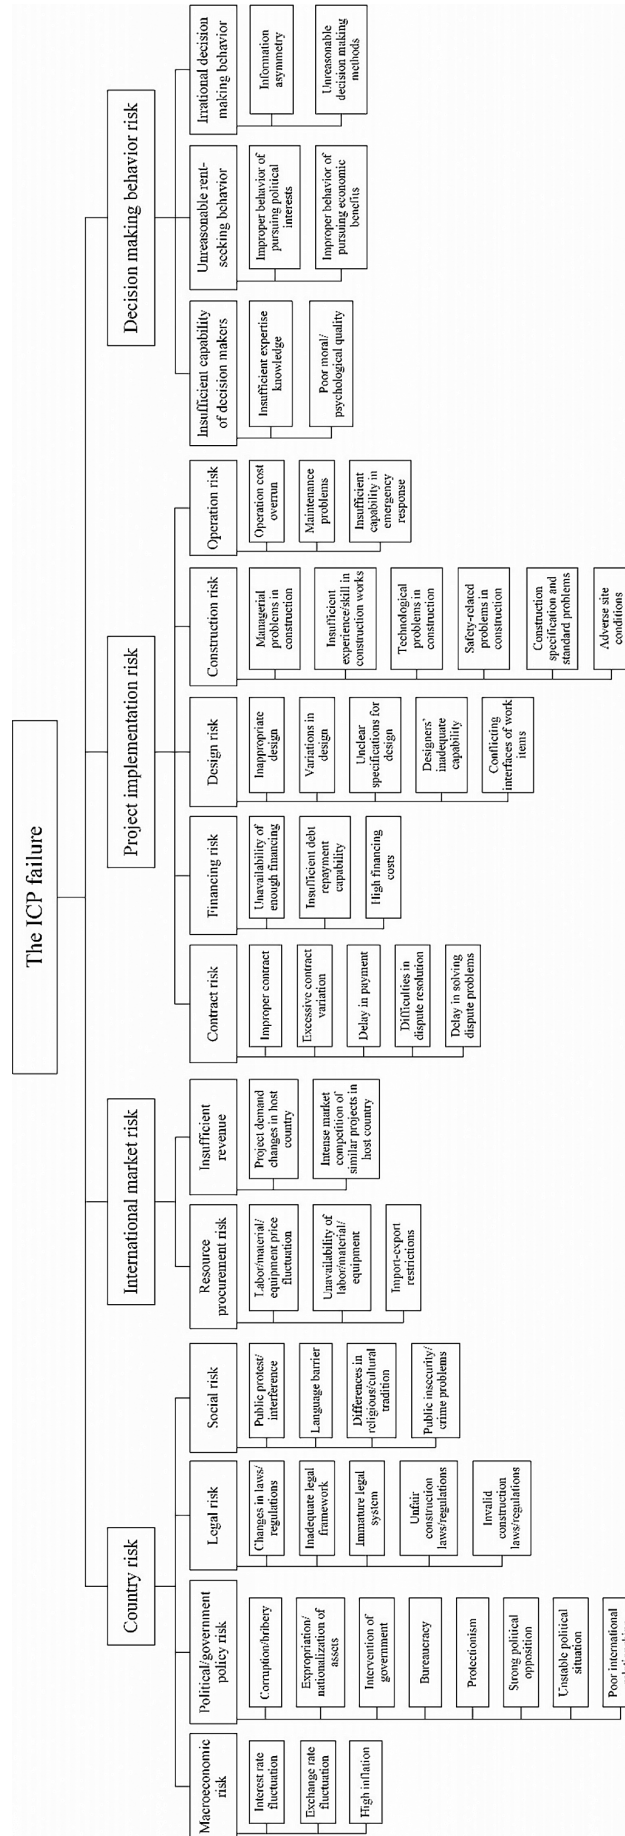 The ICP failure
Country risk
Macroeconomic
risk
Interest rate
fluctuation
Exchange rate
fluctuation
High inflation
Political/government
policy risk
Corruption/bribery
Expropriation/
nationalization of
assets
Intervention of
government
Bureaucracy
Protectionism
Strong political
opposition
Unstable political
situation
Poor international
Legal risk
Changes in laws/
regulations
Inadequate legal
framework
Immature legal
system
Unfair
construction
laws/regulations
Invalid
construction
laws/regulations
Social risk
Public protest/
interference
Language barrier
Differences in
religious/cultural
tradition
Public insecurity/
crime problems
International market risk
Resource
procurement risk
Labor/material/
equipment price
fluctuation
Unavailability of
labor/material/
equipment
Import-export
restrictions
Insufficient
revenue
Project demand
changes in host
country
Intense market
competition of
similar projects in
host country
Project implementation risk
Contract risk
Improper contract
Excessive contract
variation
Delay in payment
Difficulties in
dispute resolution
Delay in solving
dispute problems
Financing risk
Unavailability of
enough financing
Insufficient debt
repayment
capability
High financing
costs
Design risk
Inappropriate
design
Variations in
design
Unclear
specifications for
design
Designers'
inadequate
capability
Conflicting
interfaces of work
items
Construction risk
Managerial
problems in
construction
Insufficient
experience/skill in
construction works
Technological
problems in
construction
Safety-related
problems in
construction
Construction
specification and
standard problems
Adverse site
conditions
Operation risk
Operation cost
overrun
Maintenance
problems
Insufficient
capability in
emergency
response
Decision making behavior risk
Insufficient capability
of decision makers
Insufficient expertise
knowledge
Poor moral/
psychological quality
Unreasonable rent-
seeking behavior
Improper behavior of
pursuing political
interests
Improper behavior of
pursuing economic
benefits
Irrational decision
making behavior
Information
asymmetry
Unreasonable
decision making
methods